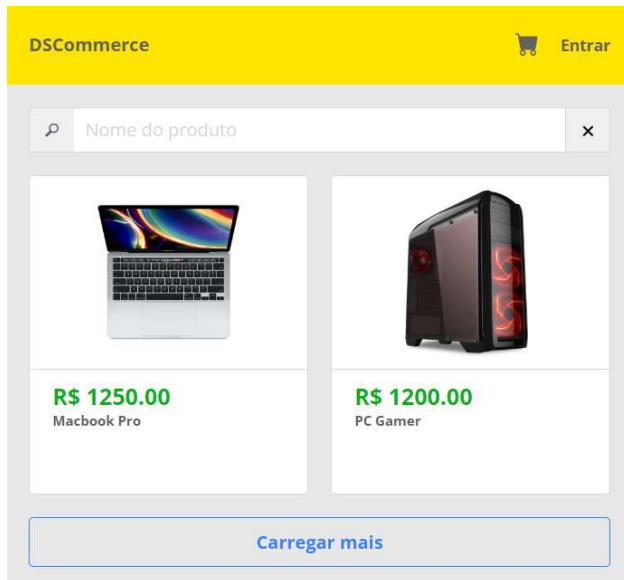 DSCommerce
Entrar
Nome do produto
R$ 1250.00
Macbook Pro
R$ 1200.00
PC Gamer
Carregar mais